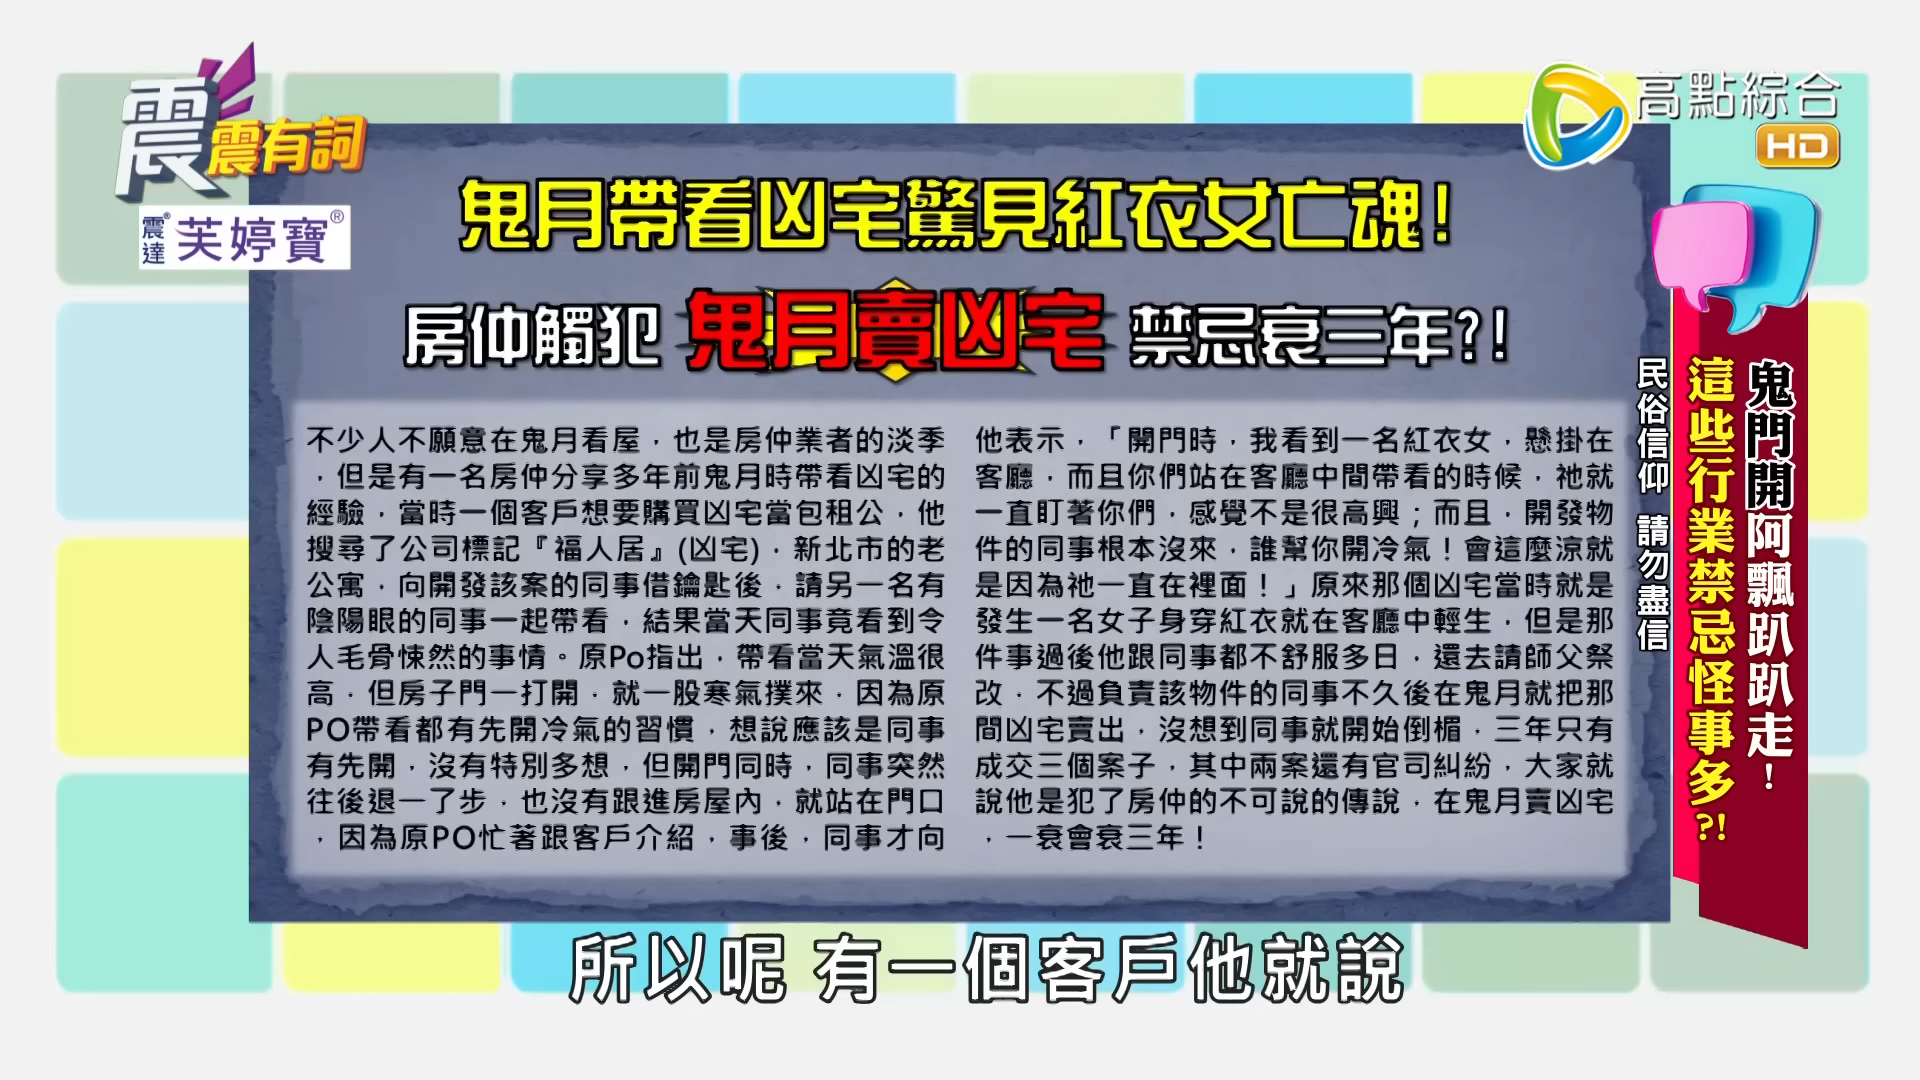 震震有詞
震達®芙婷寶®
高點綜合
HD
鬼月帶看凶宅驚見紅衣女亡魂!
房仲觸犯 鬼月賣凶宅 禁忌衰三年?!
不少人不願意在鬼月看屋，也是房仲業者的淡季
，但是有一名房仲分享多年前鬼月時帶看凶宅的
經驗，當時一個客戶想要購買凶宅當包租公，他
搜尋了公司標記『福人居』(凶宅)，新北市的老
公寓，向開發該案的同事借鑰匙後，請另一名有
陰陽眼的同事一起帶看，結果當天同事竟看到令
人毛骨悚然的事情。原Po指出，帶看當天氣溫很
高，但房子門一打開，就一股寒氣撲來，因為原
PO帶看都有先開冷氣的習慣，想說應該是同事
有先開，沒有特別多想，但開門同時，同事突然
往後退一了步，也沒有跟進房屋內，就站在門口
，因為原PO忙著跟客戶介紹，事後，同事才向
他表示，「開門時，我看到一名紅衣女，懸掛在
客廳，而且你們站在客廳中間帶看的時候，祂就
一直盯著你們，感覺不是很高興；而且，開發物
件的同事根本沒來，誰幫你開冷氣！會這麼涼就
是因為祂一直在裡面！」原來那個凶宅當時就是
發生一名女子身穿紅衣就在客廳中輕生，但是那
件事過後他跟同事都不舒服多日，還去請師父祭
改，不過負責該物件的同事不久後在鬼月就把那
間凶宅賣出，沒想到同事就開始倒楣，三年只有
成交三個案子，其中兩案還有官司糾紛，大家就
說他是犯了房仲的不可說的傳說，在鬼月賣凶宅
，一衰會衰三年！
鬼門開阿飄趴趴走!
這些行業禁忌怪事多?!
民俗信仰 請勿盡信
所以呢 有一個客戶他就說